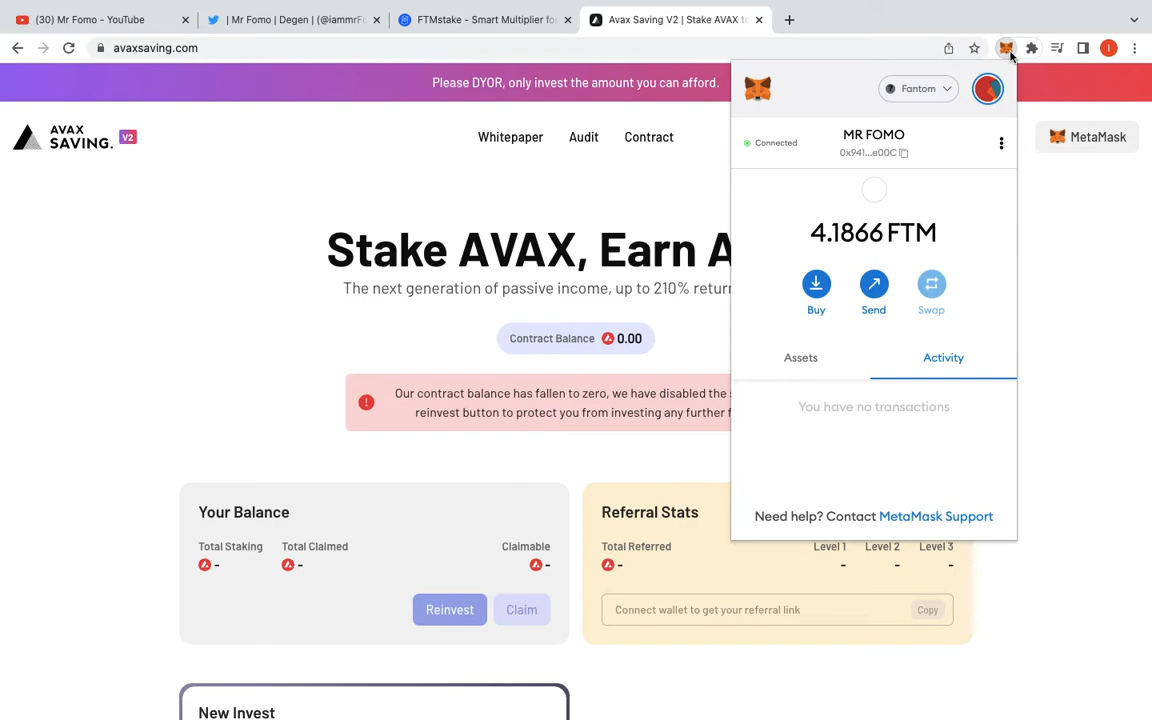 (30) Mr Fomo - YouTube
| Mr Fomo | Degen | (@iammrFo
FTMstake - Smart Multiplier fo
Avax Saving V2 | Stake AVAX to
avaxsaving.com
I
Please DYOR, only invest the amount you can afford.
Fantom
AVAX
SAVING.
V2
Whitepaper
Audit
Contract
MetaMask
Connected
MR FOMO
0x941...e00C
Stake AVAX, Earn A
The next generation of passive income, up to 210% return
4.1866 FTM
Buy
Send
Swap
Contract Balance 0.00
Assets
Activity
Our contract balance has fallen to zero, we have disabled the s
reinvest button to protect you from investing any further f
You have no transactions
Need help? Contact MetaMask Support
Your Balance
Total Staking
Total Claimed
Claimable
-
-
-
Reinvest
Claim
Referral Stats
Total Referred
Level 1
Level 2
Level 3
-
-
-
-
Connect wallet to get your referral link
Copy
New Invest